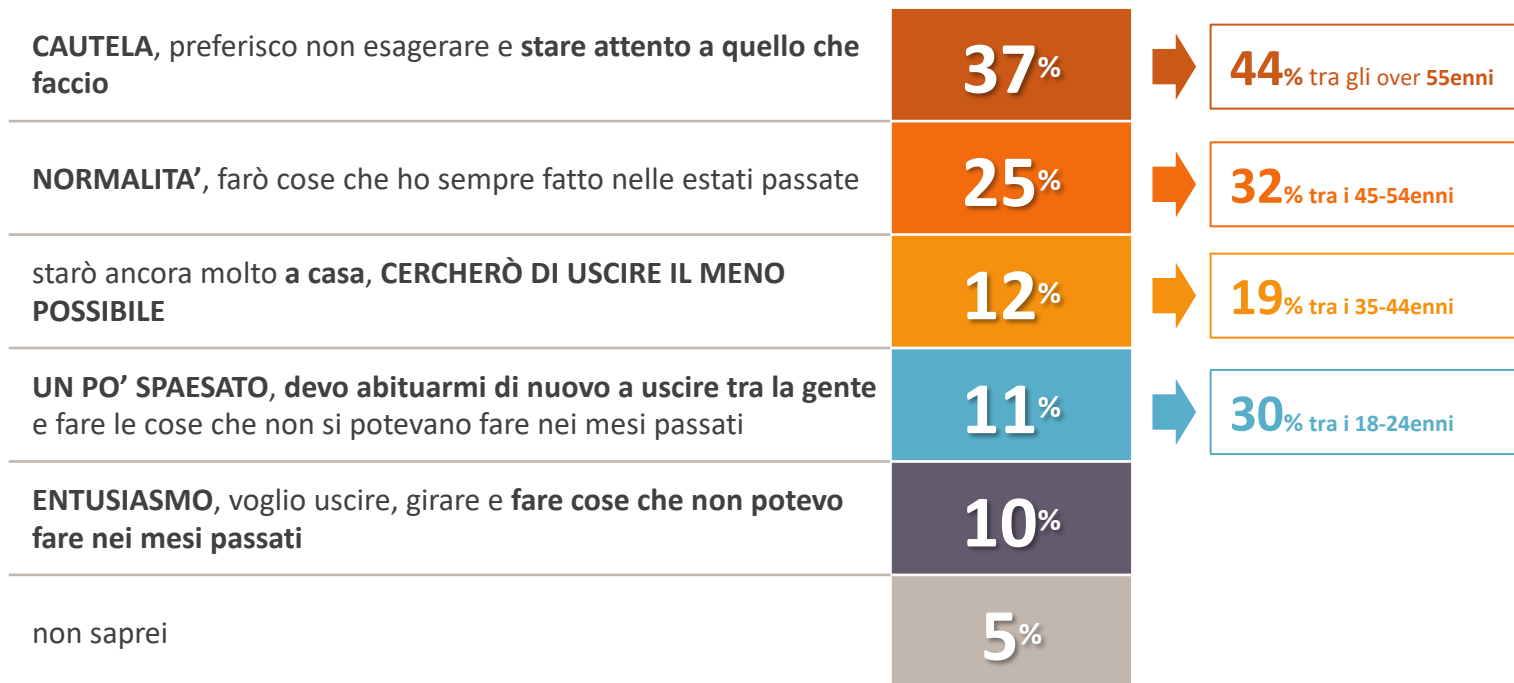 CAUTELA, preferisco non esagerare e stare attento a quello che
faccio
37%
44% tra gli over 55enni
NORMALITA’, farò cose che ho sempre fatto nelle estati passate
25%
32% tra i 45-54enni
starò ancora molto a casa, CERCHERÒ DI USCIRE IL MENO
POSSIBILE
12%
19% tra i 35-44enni
UN PO’ SPAESATO, devo abituarmi di nuovo a uscire tra la gente
e fare le cose che non si potevano fare nei mesi passati
11%
30% tra i 18-24enni
ENTUSIASMO, voglio uscire, girare e fare cose che non potevo
fare nei mesi passati
10%
non saprei
5%